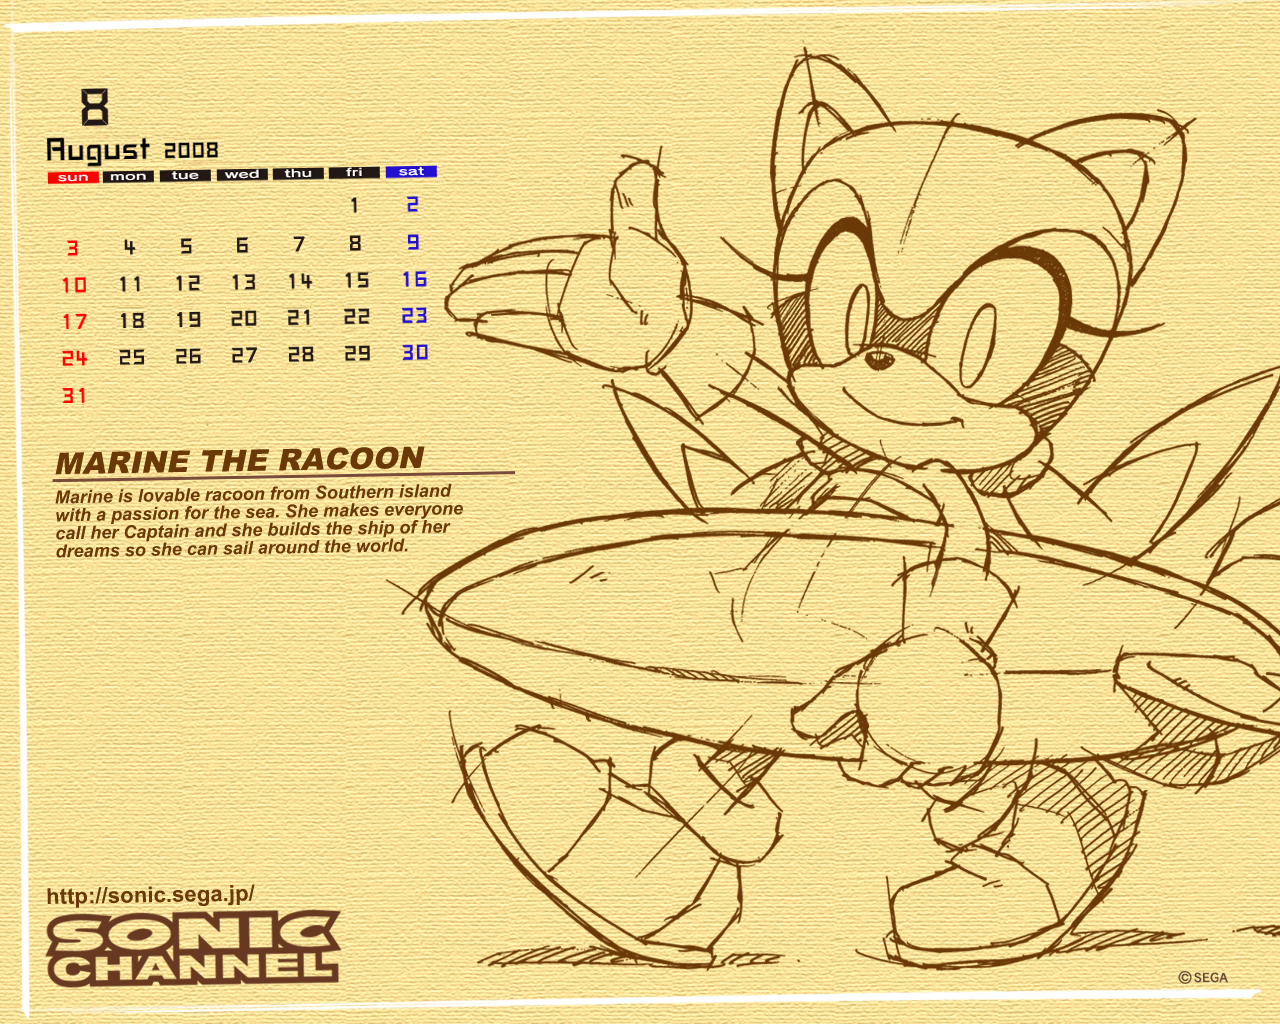 8
August 2008
sun mon tue wed thu fri sat
1 2
3 4 5 6 7 8 9
10 11 12 13 14 15 16
17 18 19 20 21 22 23
24 25 26 27 28 29 30
31
MARINE THE RACOON
Marine is lovable racoon from Southern island
with a passion for the sea. She makes everyone
call her Captain and she builds the ship of her
dreams so she can sail around the world.
http://sonic.sega.jp/
SONIC
CHANNEL
©SEGA